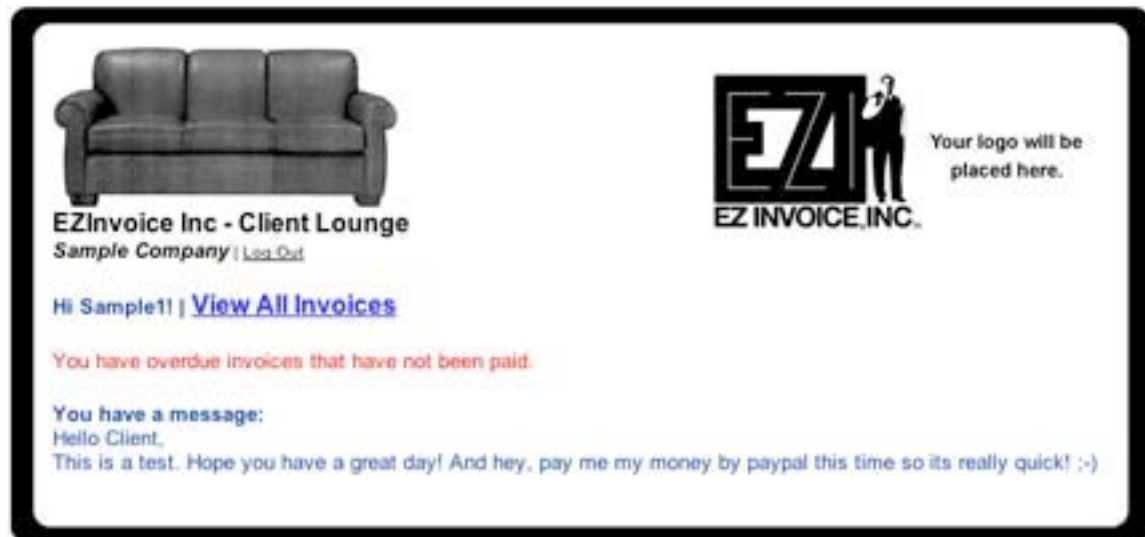 EZInvoice Inc - Client Lounge
Sample Company | Log Out
EZI
EZ INVOICE, INC.
Your logo will be
placed here.
Hi Sample1! | View All Invoices
You have overdue invoices that have not been paid.
You have a message:
Hello Client,
This is a test. Hope you have a great day! And hey, pay me my money by paypal this time so its really quick! ;-)